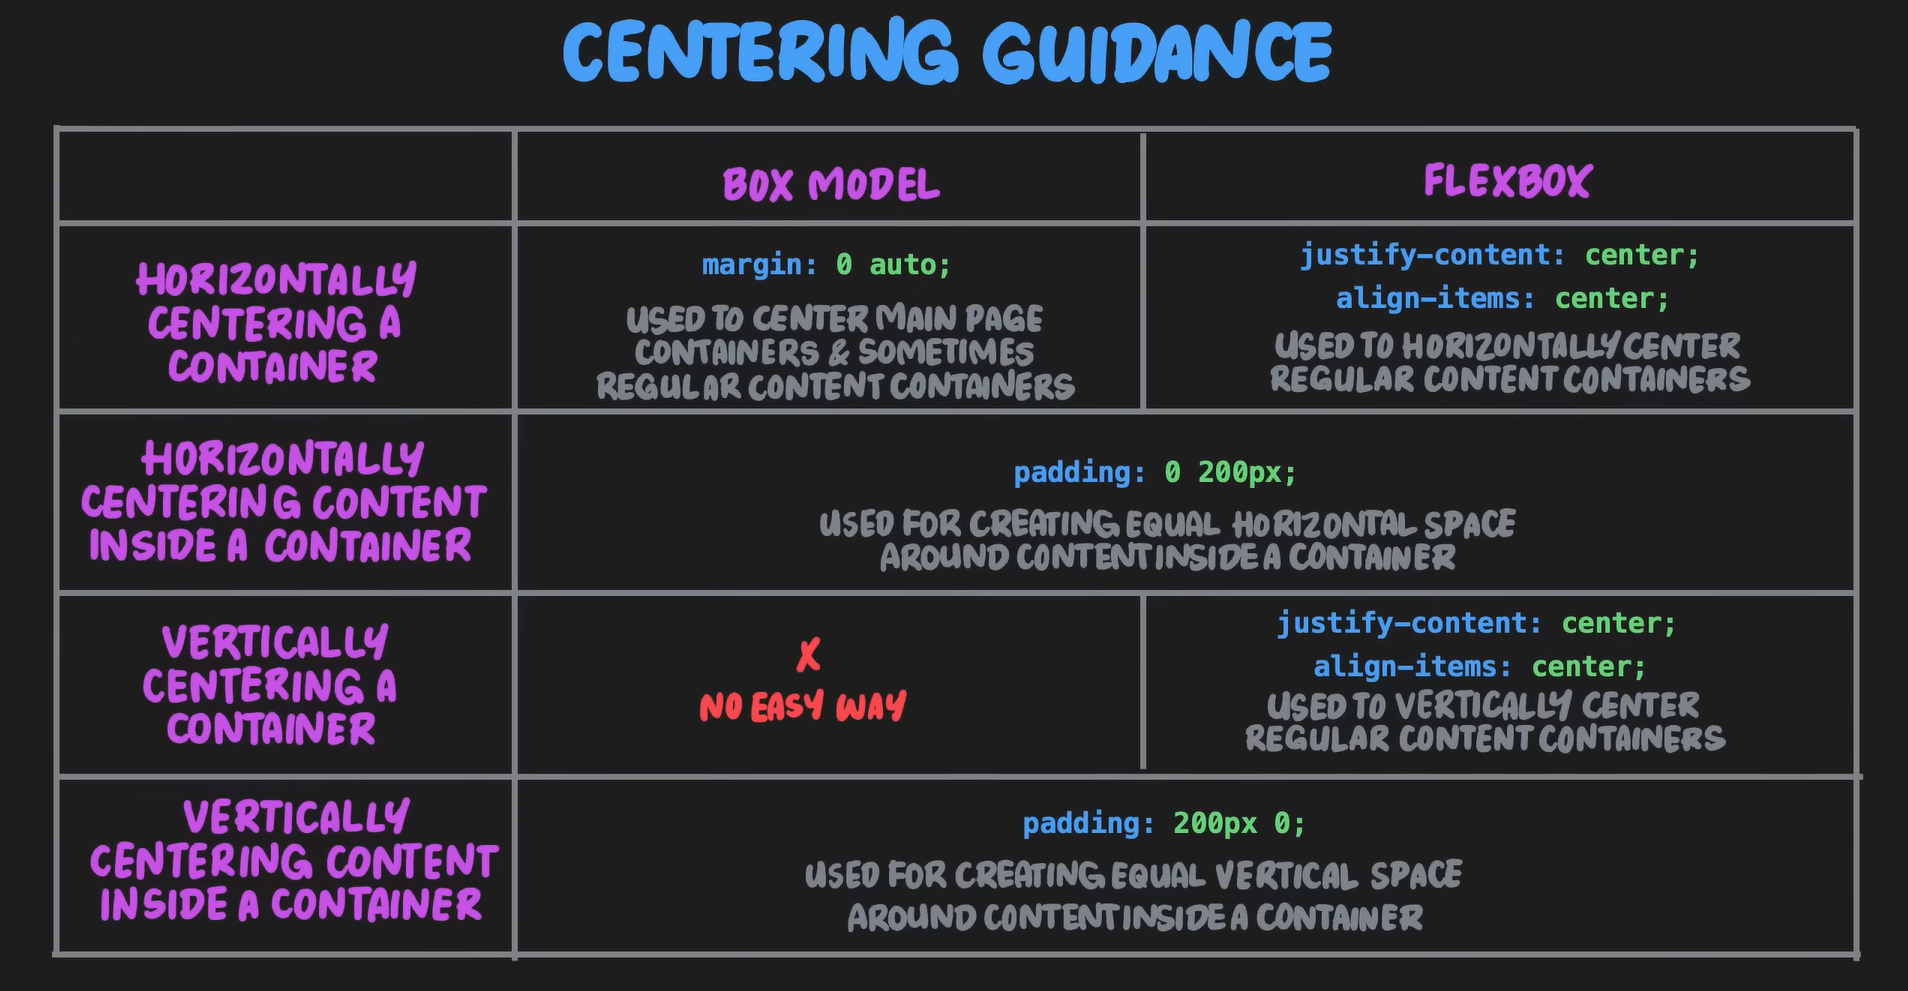 CENTERING GUIDANCE
BOX MODEL
FLEXBOX
HORIZONTALLY
CENTERING A
CONTAINER
margin: 0 auto;
USED TO CENTER MAIN PAGE
CONTAINERS & SOMETIMES
REGULAR CONTENT CONTAINERS
justify-content: center;
align-items: center;
USED TO HORIZONTALLY CENTER
REGULAR CONTENT CONTAINERS
HORIZONTALLY
CENTERING CONTENT
INSIDE A CONTAINER
padding: 0 200px;
USED FOR CREATING EQUAL HORIZONTAL SPACE
AROUND CONTENT INSIDE A CONTAINER
VERTICALLY
CENTERING A
CONTAINER
X
NO EASY WAY
justify-content: center;
align-items: center;
USED TO VERTICALLY CENTER
REGULAR CONTENT CONTAINERS
VERTICALLY
CENTERING CONTENT
INSIDE A CONTAINER
padding: 200px 0;
USED FOR CREATING EQUAL VERTICAL SPACE
AROUND CONTENT INSIDE A CONTAINER